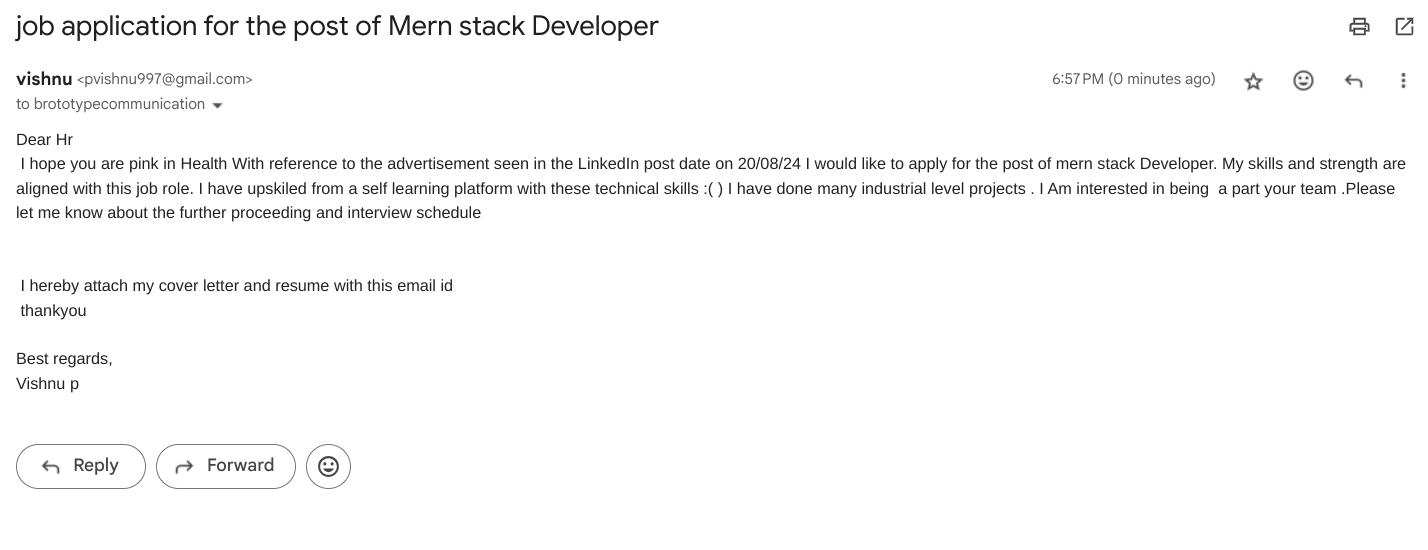 job application for the post of Mern stack Developer
vishnu <pvishnu997@gmail.com>
6:57 PM (0 minutes ago)
to brototypecommunication
Dear Hr
I hope you are pink in Health With reference to the advertisement seen in the LinkedIn post date on 20/08/24 I would like to apply for the post of mern stack Developer. My skills and strength are
aligned with this job role. I have upskiled from a self learning platform with these technical skills :( ) I have done many industrial level projects . I Am interested in being  a part your team .Please
let me know about the further proceeding and interview schedule
I hereby attach my cover letter and resume with this email id
thankyou
Best regards,
Vishnu p
Reply
Forward